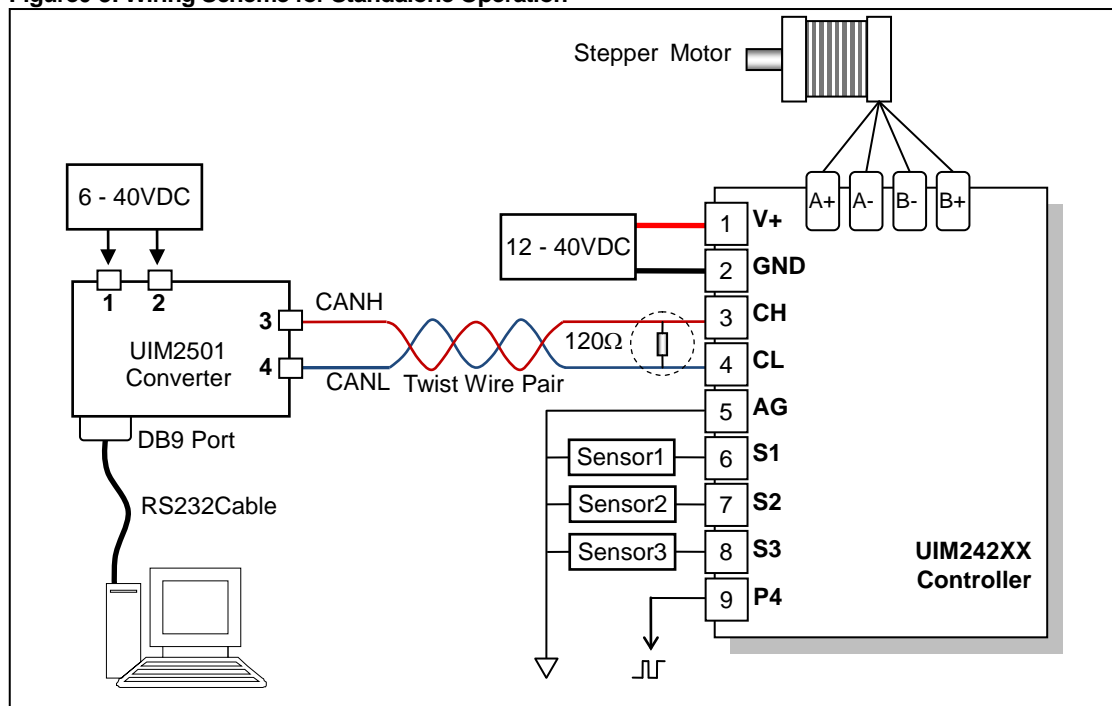 Stepper Motor
6 - 40VDC
1 2
3
4
UIM2501
Converter
DB9 Port
RS232Cable
CANH
CANL
Twist Wire Pair
120Ω
12 - 40VDC
A+ A- B- B+
1 V+
2 GND
3 CH
4 CL
5 AG
Sensor1 6 S1
Sensor2 7 S2
Sensor3 8 S3
9 P4
UIM242XX
Controller